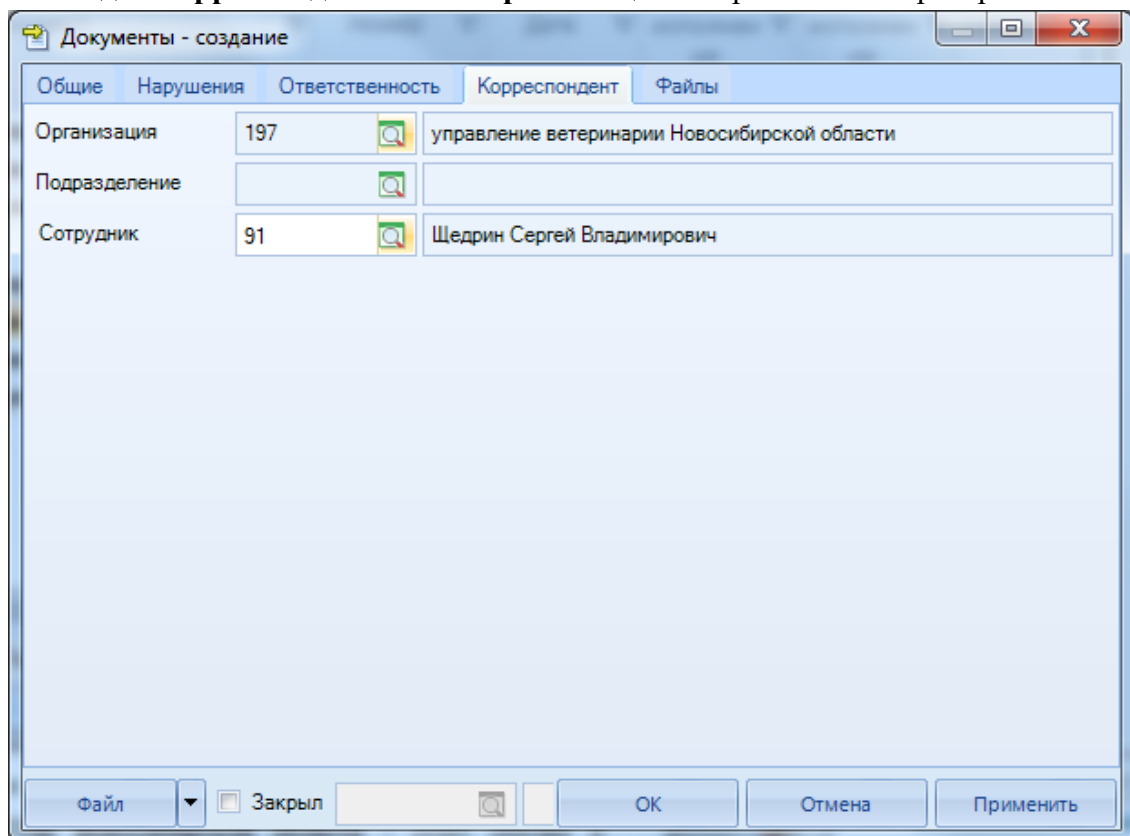 Документы - создание
Общие Нарушения Ответственность Корреспондент Файлы
Организация 197 управление ветеринарии Новосибирской области
Подразделение
Сотрудник 91 Щедрин Сергей Владимирович
Файл Закрыл OK Отмена Применить